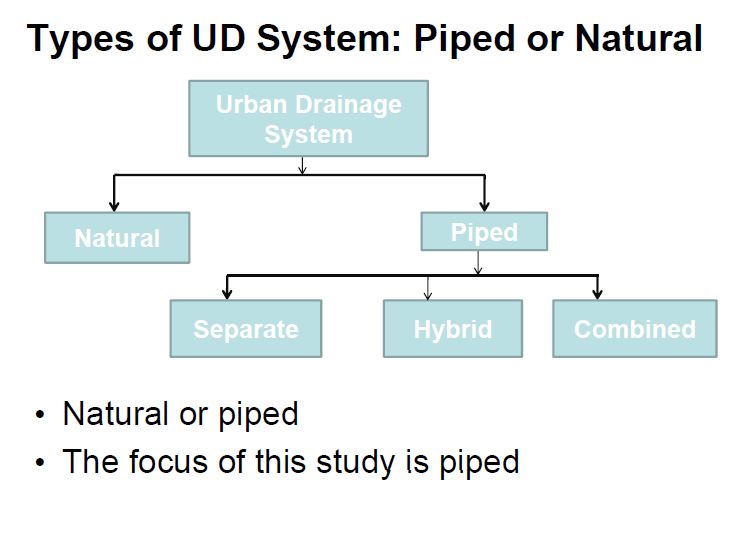 Types of UD System: Piped or Natural
Urban Drainage
System
Natural
Piped
Separate
Hybrid
Combined
• Natural or piped
• The focus of this study is piped